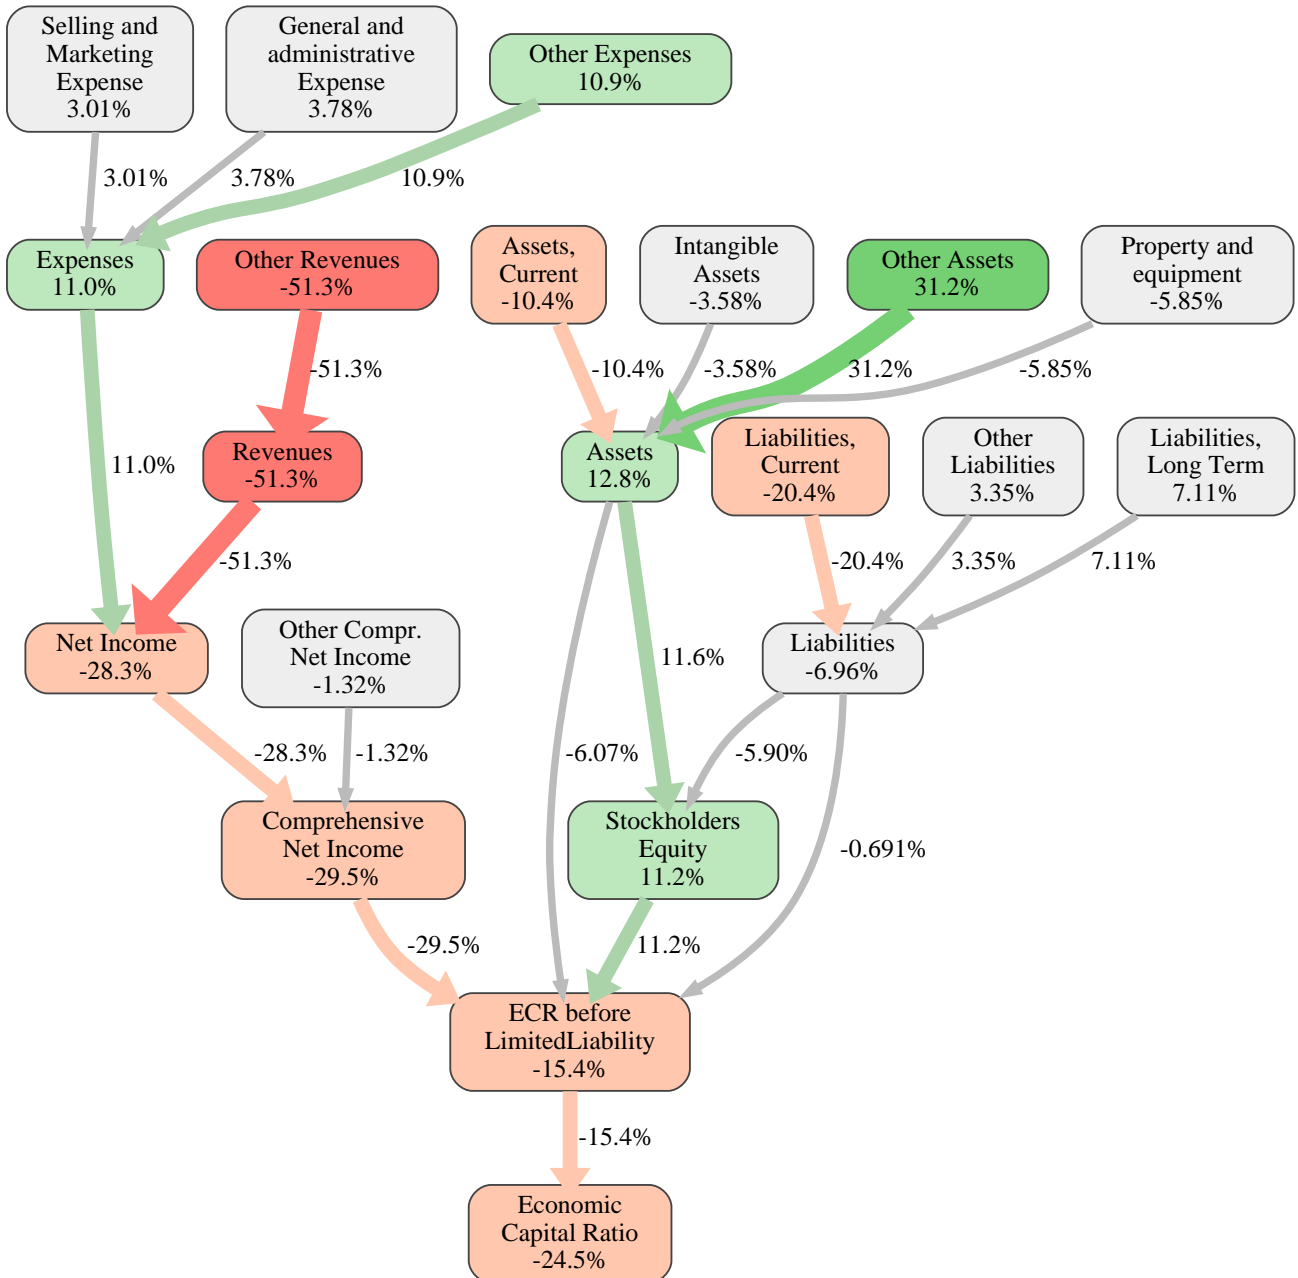 Selling and
Marketing
Expense
3.01%
General and
administrative
Expense
3.78%
Other Expenses
10.9%
3.01%
3.78%
10.9%
Expenses
11.0%
Other Revenues
-51.3%
Assets,
Current
-10.4%
Intangible
Assets
-3.58%
Other Assets
31.2%
Property and
equipment
-5.85%
-51.3%
-10.4%
-3.58%
31.2%
-5.85%
11.0%
Revenues
-51.3%
Assets
12.8%
Liabilities,
Current
-20.4%
Other
Liabilities
3.35%
Liabilities,
Long Term
7.11%
-51.3%
-20.4%
3.35%
7.11%
Net Income
-28.3%
Other Compr.
Net Income
-1.32%
11.6%
Liabilities
-6.96%
-28.3%
-1.32%
-6.07%
-5.90%
Comprehensive
Net Income
-29.5%
Stockholders
Equity
11.2%
-0.691%
-29.5%
11.2%
ECR before
LimitedLiability
-15.4%
-15.4%
Economic
Capital Ratio
-24.5%